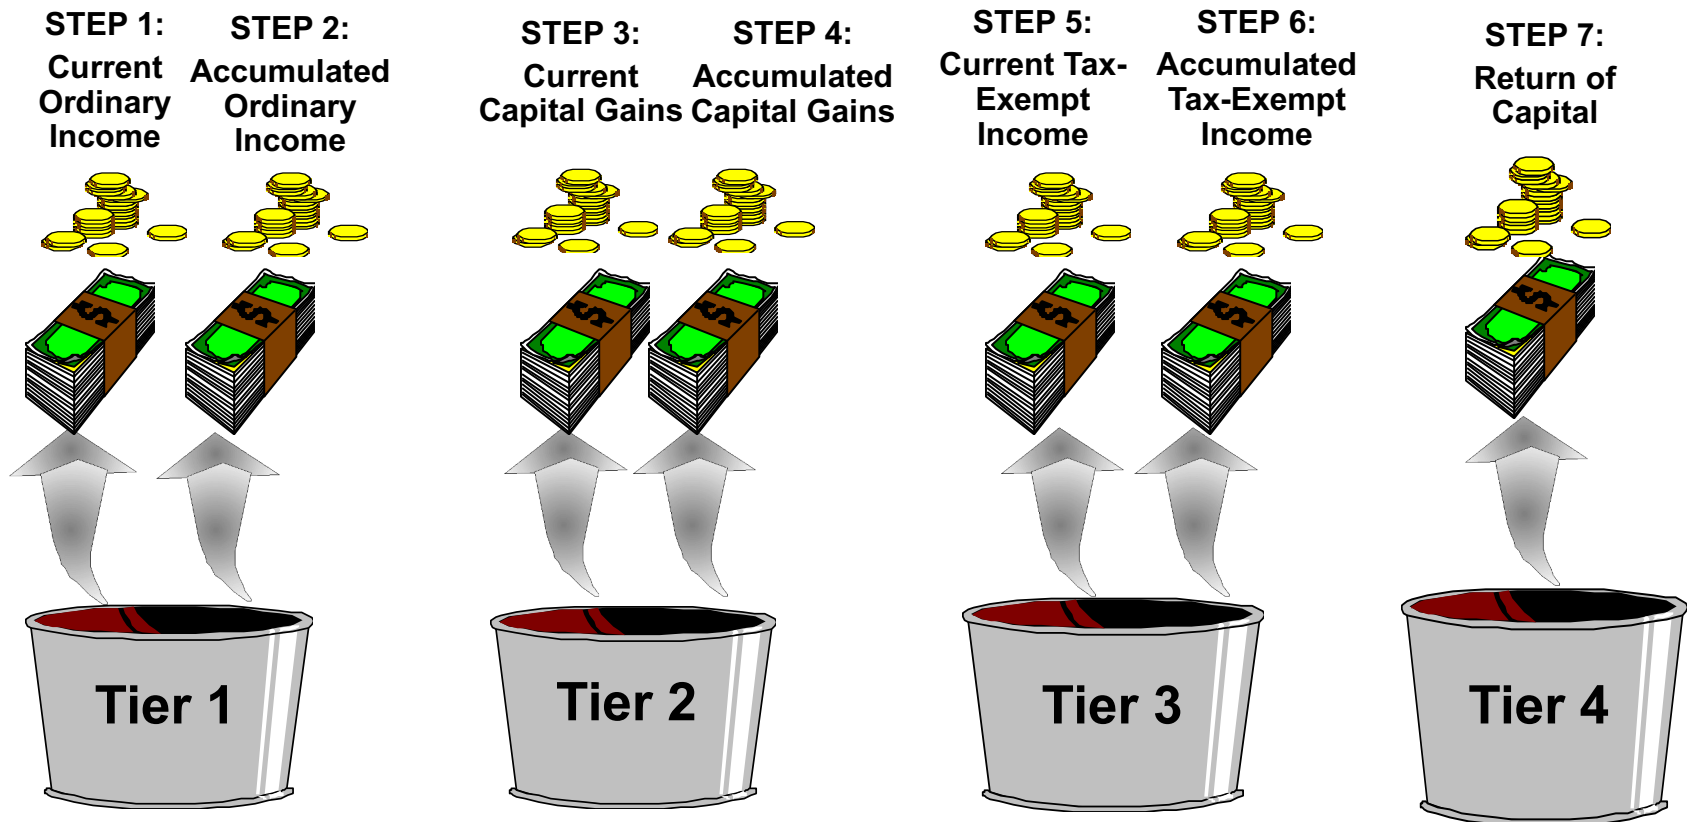 STEP 1:
Current
Ordinary
Income
STEP 2:
Accumulated
Ordinary
Income
STEP 3:
Current
Capital Gains
STEP 4:
Accumulated
Capital Gains
STEP 5:
Current Tax-
Exempt
Income
STEP 6:
Accumulated
Tax-Exempt
Income
STEP 7:
Return of
Capital
$
$
$
$
$
$
$
Tier 1
Tier 2
Tier 3
Tier 4